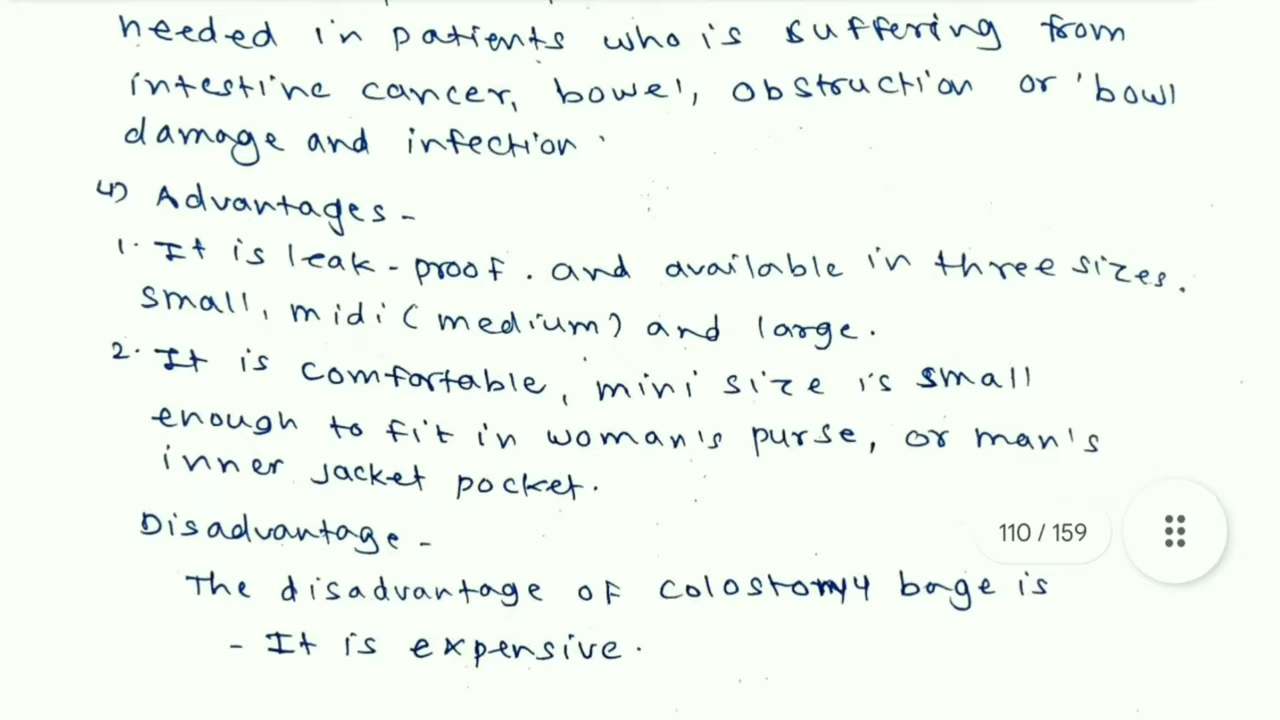 needed in patients who is suffering from
intestine cancer, bowel, obstruction or 'bowl
damage and infection.
4) Advantages -
1. It is leak-proof. and available in three sizes.
small, midi (medium) and large.
2. It is comfortable, mini size is small
enough to fit in woman's purse, or man's
inner jacket pocket.
110 / 159
Disadvantage -
The disadvantage of colostomy bage is
- It is expensive.